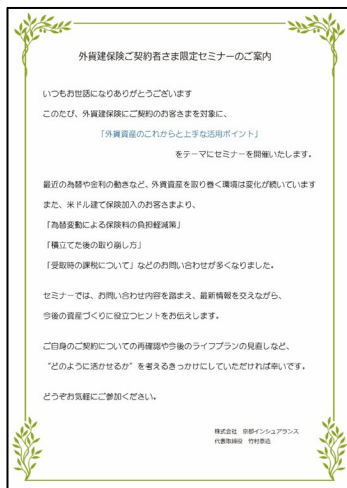 外貨建保険ご契約者さま限定セミナーのご案内
いつもお世話になりありがとうございます
このたび、外貨建保険にご契約のお客さまを対象に、
「外貨資産のこれからと上手な活用ポイント」
をテーマにセミナーを開催いたします。
最近の為替や金利の動きなど、外貨資産を取り巻く環境は変化が続いています
また、米ドル建て保険加入のお客さまより、
「為替変動による保険料の負担軽減策」
「積立てた後の取り崩し方」
「受取時の課税について」などのお問い合わせが多くなりました。
セミナーでは、お問い合わせ内容を踏まえ、最新情報を交えながら、
今後の資産づくりに役立つヒントをお伝えします。
ご自身のご契約についての再確認や今後のライフプランの見直しなど、
“どのように活かせるか” を考えるきっかけにしていただければ幸いです。
どうぞお気軽にご参加ください。
株式会社 京都インシュアランス
代表取締役 竹村泰造